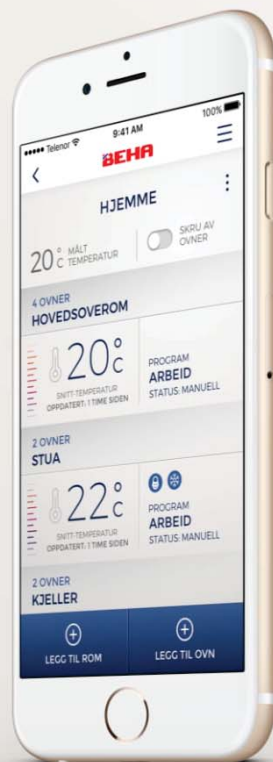 Telenor 9:41 AM 100%
BEHA
HJEMME
20°C MÅLT TEMPERATUR
SKRU AV OVNER
4 OVNER
HOVEDSOVEROM
20°C
SNITT-TEMPERATUR
OPPDATERT: 1 TIME SIDEN
PROGRAM
ARBEID
STATUS: MANUELL
2 OVNER
STUA
22°C
SNITT-TEMPERATUR
OPPDATERT: 1 TIME SIDEN
PROGRAM
ARBEID
STATUS: MANUELL
2 OVNER
KJELLER
LEGG TIL ROM
LEGG TIL OVN